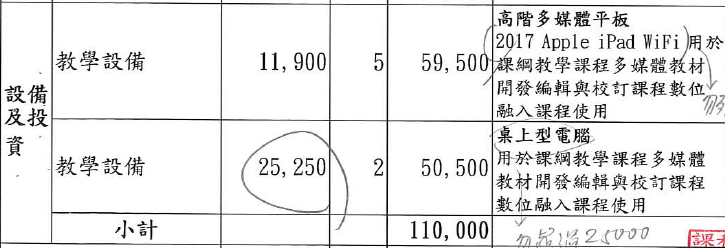 設備及投資
教學設備 11,900 5 59,500
高階多媒體平板
2017 Apple iPad WiFi 用於
課綱教學課程多媒體教材
開發編輯與校訂課程數位
融入課程使用
教學設備 25,250 2 50,500
桌上型電腦
用於課綱教學課程多媒體
教材開發編輯與校訂課程
數位融入課程使用
小計 110,000
勿超過25000